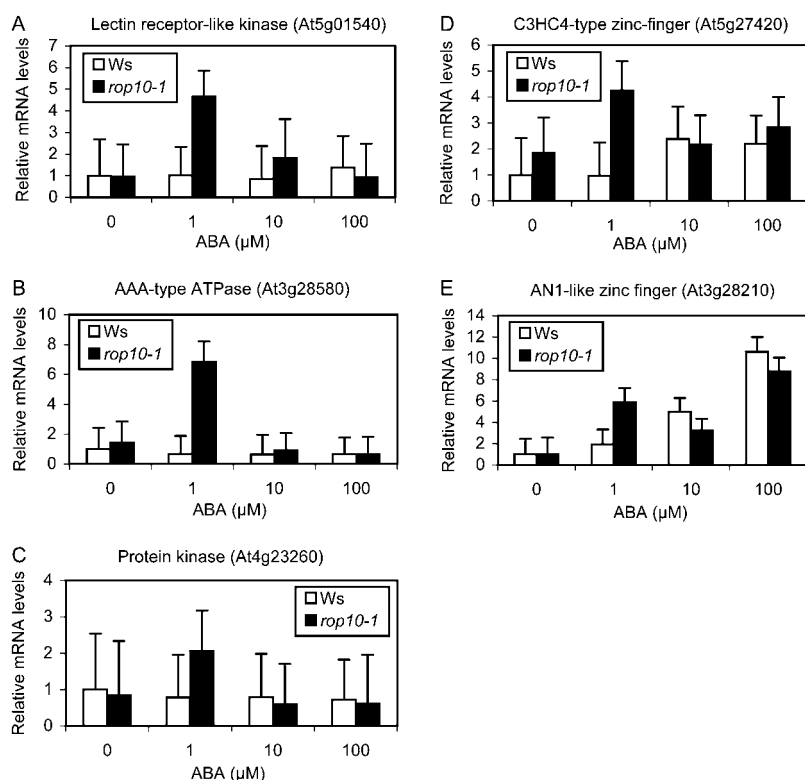 A
Lectin receptor-like kinase (At5g01540)
Relative mRNA levels
7
6
5
4
3
2
1
0
Ws
rop10-1
0 1 10 100
ABA (µM)
B
AAA-type ATPase (At3g28580)
Relative mRNA levels
10
8
6
4
2
0
Ws
rop10-1
0 1 10 100
ABA (µM)
C
Protein kinase (At4g23260)
Relative mRNA levels
4
3
2
1
0
Ws
rop10-1
0 1 10 100
ABA (µM)
D
C3HC4-type zinc-finger (At5g27420)
Relative mRNA levels
6
5
4
3
2
1
0
Ws
rop10-1
0 1 10 100
ABA (µM)
E
AN1-like zinc finger (At3g28210)
Relative mRNA levels
14
12
10
8
6
4
2
0
Ws
rop10-1
0 1 10 100
ABA (µM)